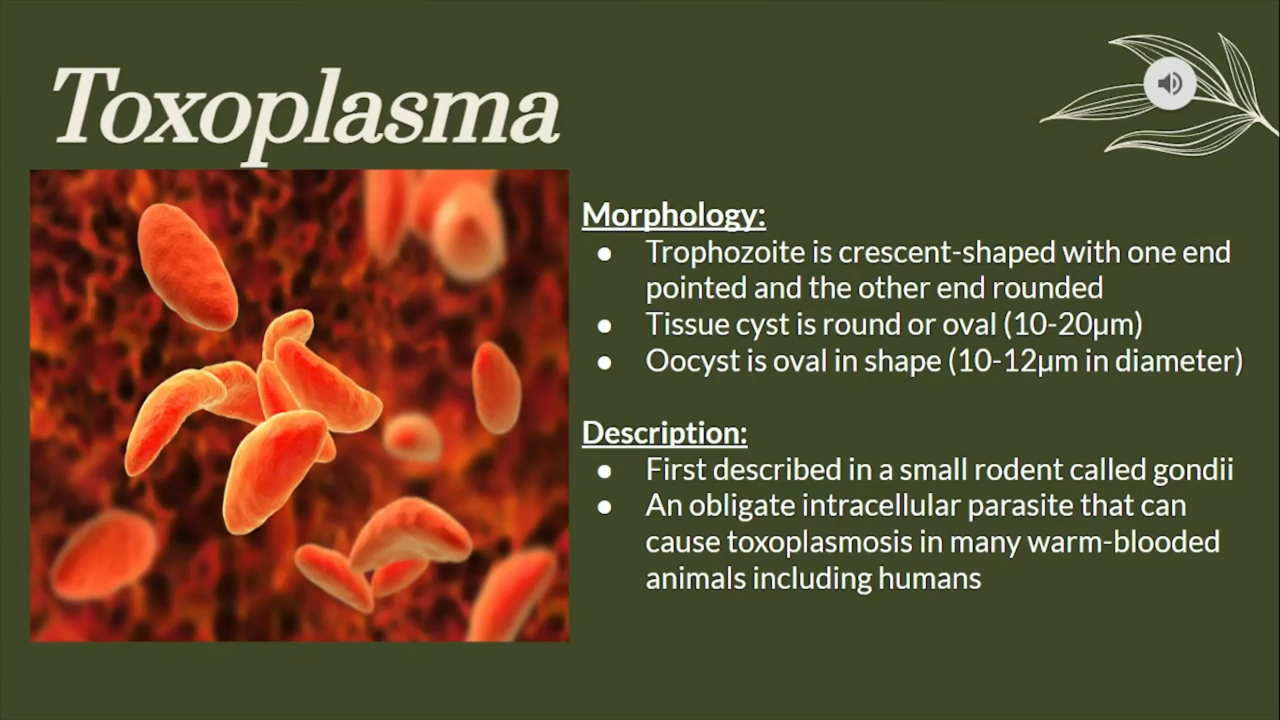 Toxoplasma
Morphology:
● Trophozoite is crescent-shaped with one end
pointed and the other end rounded
● Tissue cyst is round or oval (10-20μm)
● Oocyst is oval in shape (10-12μm in diameter)
Description:
● First described in a small rodent called gondii
● An obligate intracellular parasite that can
cause toxoplasmosis in many warm-blooded
animals including humans